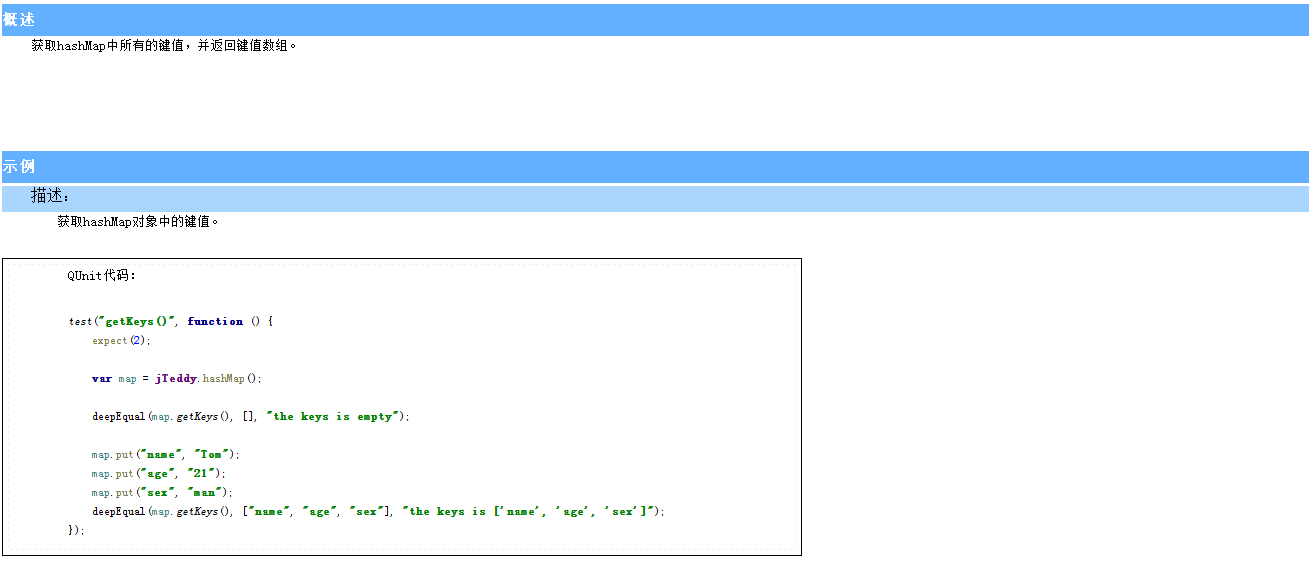 概述
获取hashMap中所有的键值，并返回键值数组。
示例
描述：
获取hashMap对象中的键值。
QUnit代码：
test("getKeys()", function () {
expect(2);
var map = jTeddy.hashMap();
deepEqual(map.getKeys(), [], "the keys is empty");
map.put("name", "Tom");
map.put("age", "21");
map.put("sex", "man");
deepEqual(map.getKeys(), ["name", "age", "sex"], "the keys is ['name', 'age', 'sex']");
});